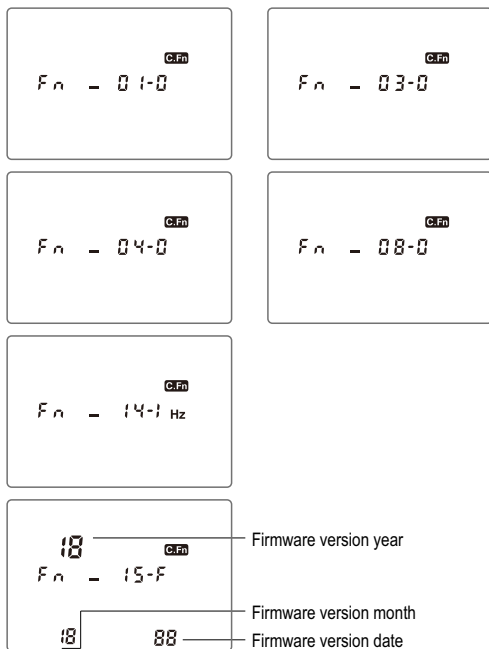 C.Fn
Fn - 01-0
C.Fn
Fn - 03-0
C.Fn
Fn - 04-0
C.Fn
Fn - 08-0
C.Fn
Fn - 14-1 Hz
18
C.Fn
Firmware version year
Fn - 15-F
Firmware version month
18 88
Firmware version date